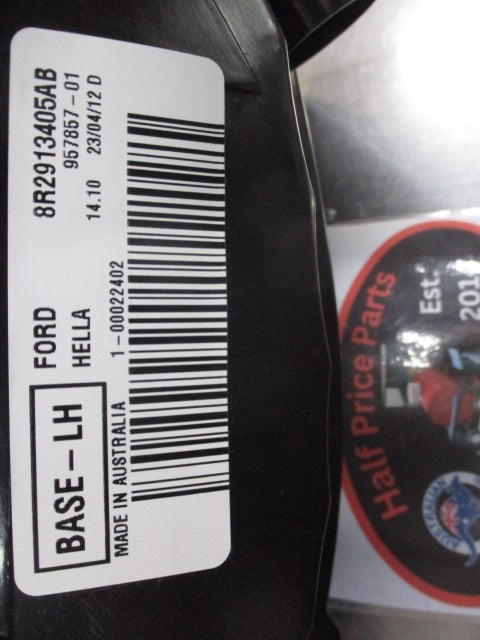 BASE-LH
FORD 8R2913405AB
HELLA 957857-01
14.10 23/04/12 D
MADE IN AUSTRALIA 1-00022402
Half Price Parts
Est.
AUSTRALIAN